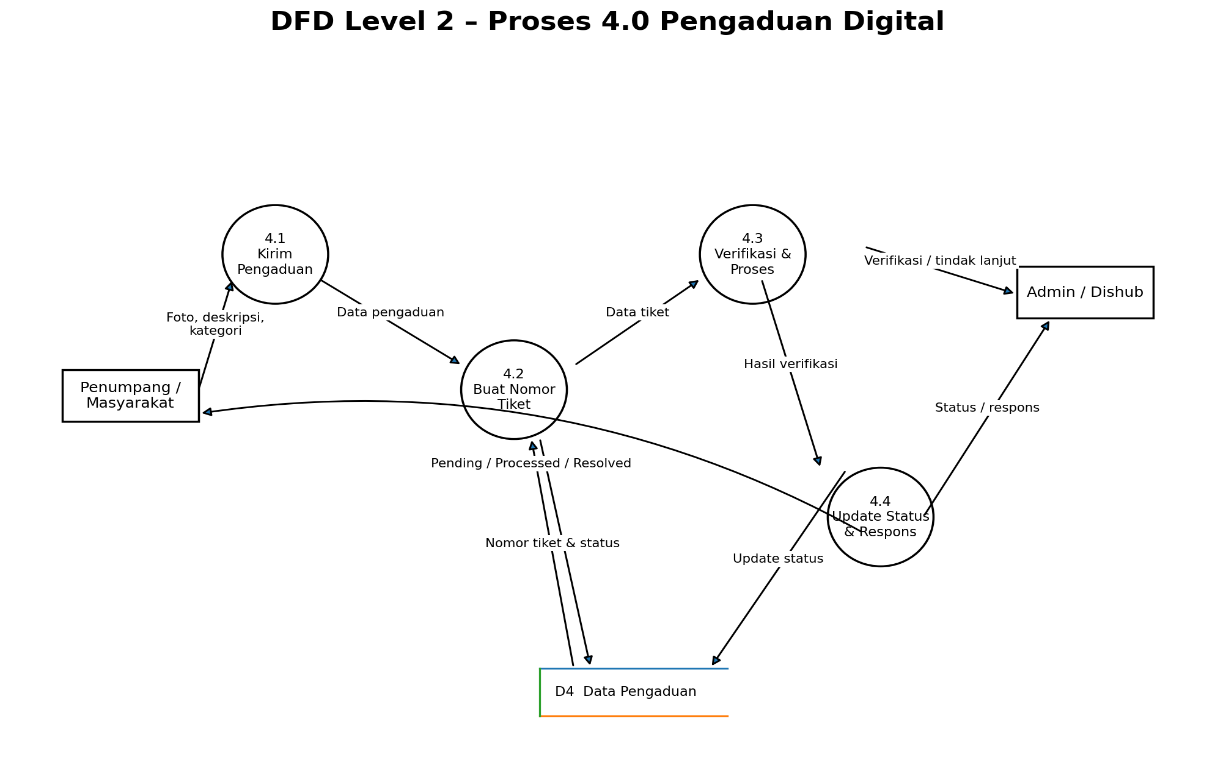 DFD Level 2 – Proses 4.0 Pengaduan Digital
4.1
Kirim
Pengaduan
4.3
Verifikasi &
Proses
Verifikasi / tindak lanjut
Admin / Dishub
Foto, deskripsi,
kategori
Data pengaduan
Data tiket
Penumpang /
Masyarakat
4.2
Buat Nomor
Tiket
Hasil verifikasi
Status / respons
Pending / Processed / Resolved
4.4
Update Status
& Respons
Nomor tiket & status
Update status
D4  Data Pengaduan